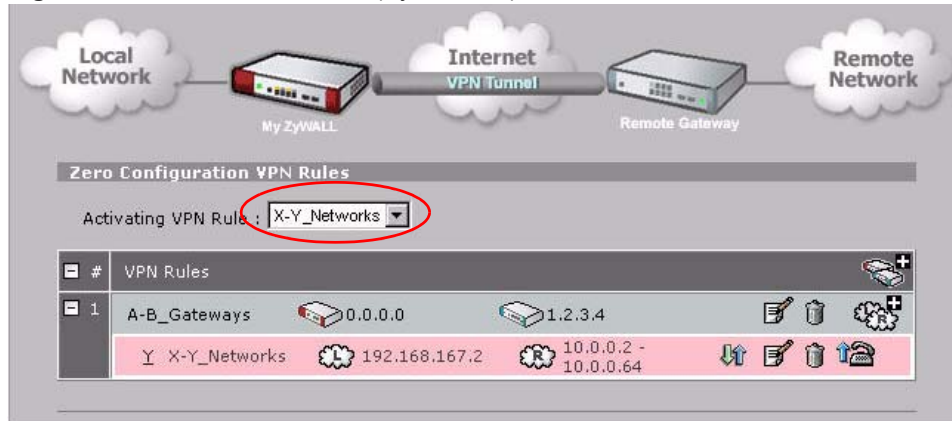 Local
Network
Internet
VPN Tunnel
Remote
Network
My ZyWALL
Remote Gateway
Zero Configuration VPN Rules
Activating VPN Rule : X-Y_Networks
# VPN Rules
1 A-B_Gateways 0.0.0.0 1.2.3.4
Y X-Y_Networks L 192.168.167.2 R 10.0.0.2 -
10.0.0.64